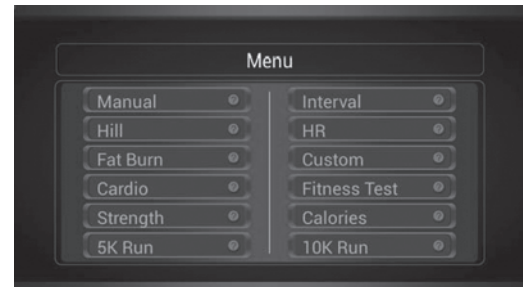 Menu
Manual
Hill
Fat Burn
Cardio
Strength
5K Run
Interval
HR
Custom
Fitness Test
Calories
10K Run